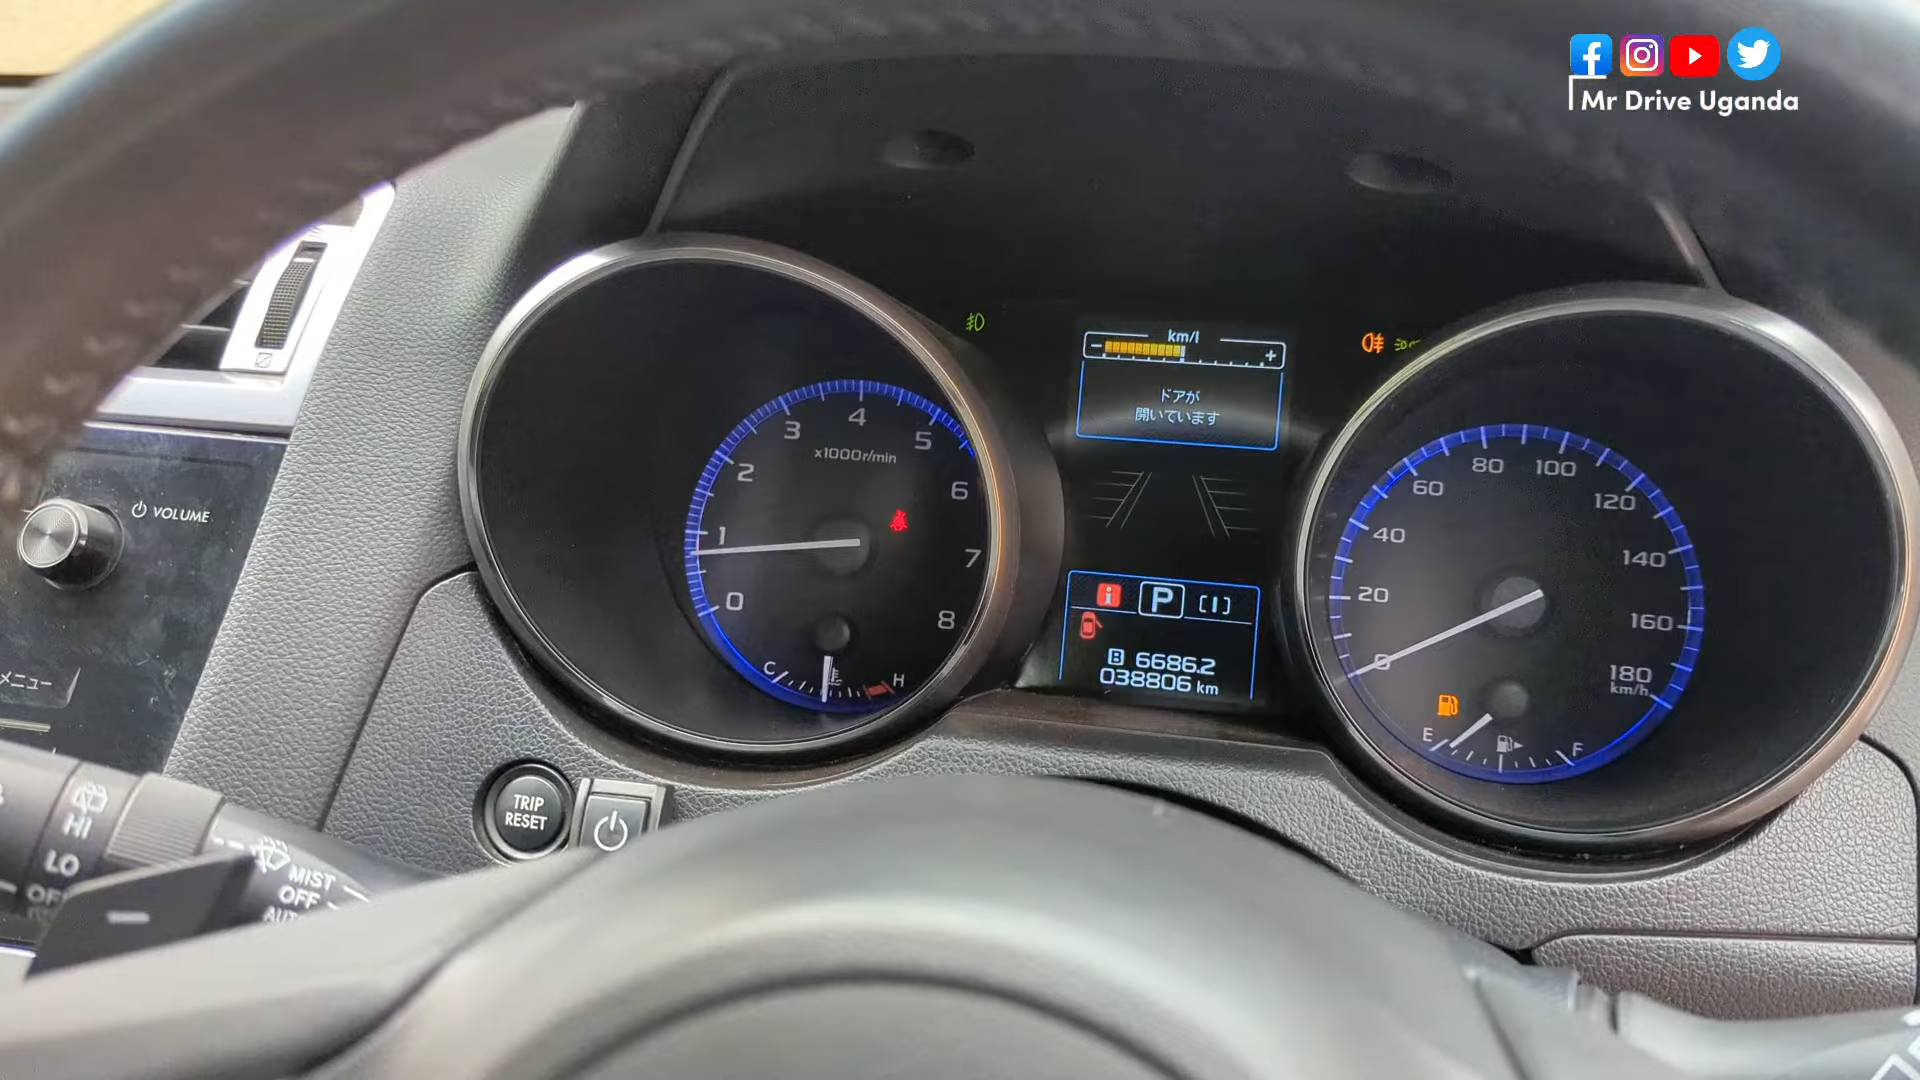 Mr Drive Uganda
km/l
ドアが
開いています
4
3
5
x1000r/min
2
6
1
7
0
8
C
H
80
100
60
120
40
140
20
160
0
180
km/h
E
F
P
B 6686.2
038806 km
VOLUME
メニュー
TRIP
RESET
HI
LO
OFF
MIST
OFF